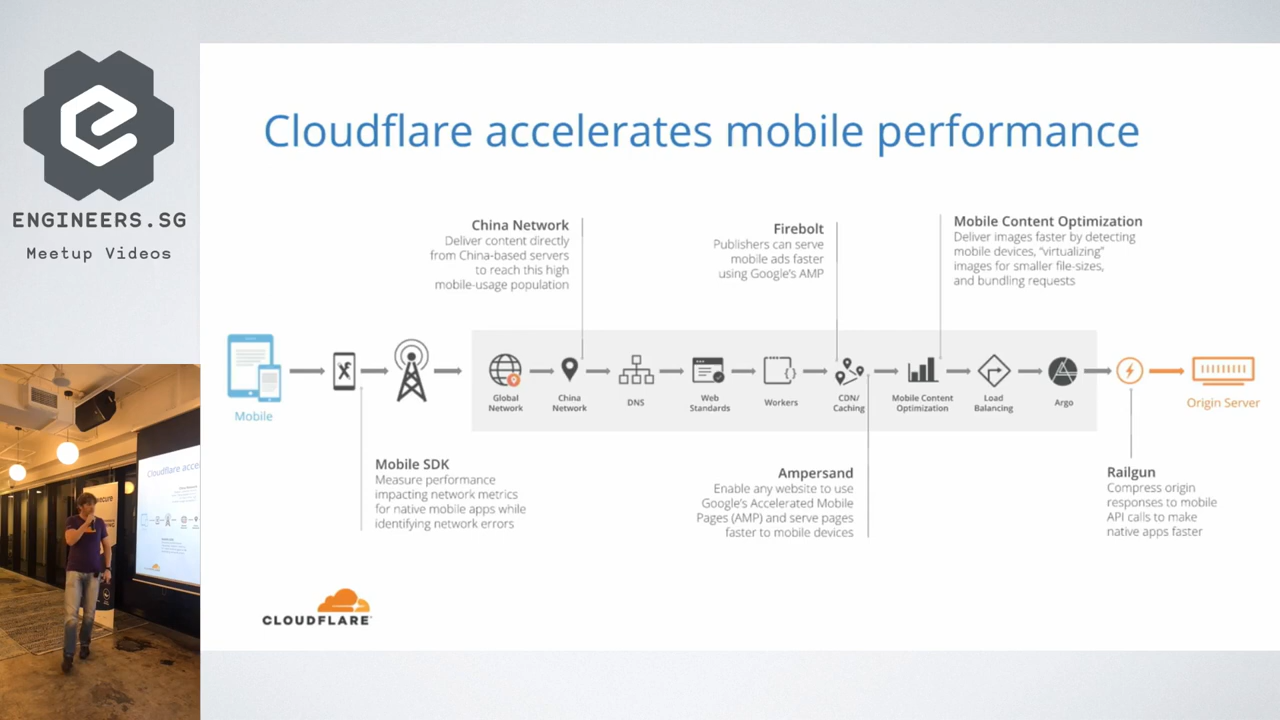 ENGINEERS.SG
Meetup Videos
Cloudflare accelerates mobile performance
China Network
Deliver content directly
from China-based servers
to reach this high
mobile-usage population
Firebolt
Publishers can serve
mobile ads faster
using Google's AMP
Mobile Content Optimization
Deliver images faster by detecting
mobile devices, "virtualizing"
images for smaller file-sizes,
and bundling requests
Mobile
Global
Network
China
Network
DNS
Web
Standards
Workers
CDN/
Caching
Mobile Content
Optimization
Load
Balancing
Argo
Origin Server
Mobile SDK
Measure performance
impacting network metrics
for native mobile apps while
identifying network errors
Ampersand
Enable any website to use
Google's Accelerated Mobile
Pages (AMP) and serve pages
faster to mobile devices
Railgun
Compress origin
responses to mobile
API calls to make
native apps faster
CLOUDFLARE
Cloudflare acce